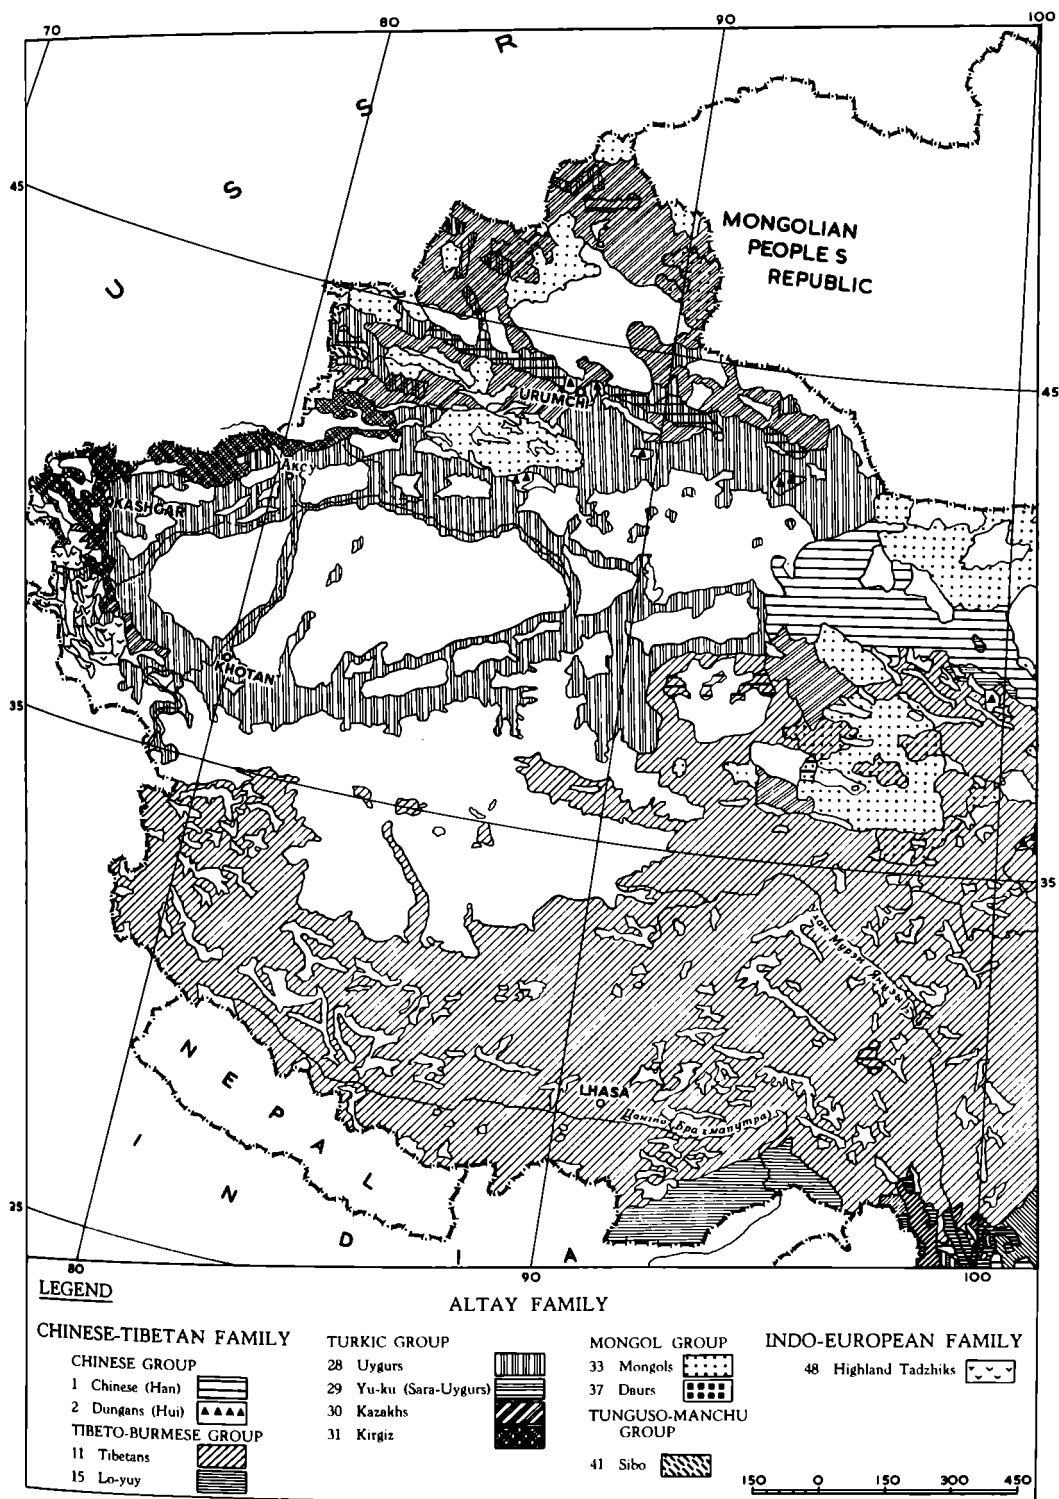 70
80
90
100
R
S
S
U
45
MONGOLIAN
PEOPLE S
REPUBLIC
45
URUMCHI
Аксу
KASHGAR
KHOTAN
35
35
NEPAL
LHASA
Цангпо (Брахмапутра)
INDIA
25
80
90
100
LEGEND
ALTAY FAMILY
CHINESE-TIBETAN FAMILY
CHINESE GROUP
1 Chinese (Han)
2 Dungans (Hui)
TIBETO-BURMESE GROUP
11 Tibetans
15 Lo-yuy
TURKIC GROUP
28 Uygurs
29 Yu-ku (Sara-Uygurs)
30 Kazakhs
31 Kirgiz
MONGOL GROUP
33 Mongols
37 Daurs
TUNGUSO-MANCHU
GROUP
41 Sibo
INDO-EUROPEAN FAMILY
48 Highland Tadzhiks
150 0 150 300 450